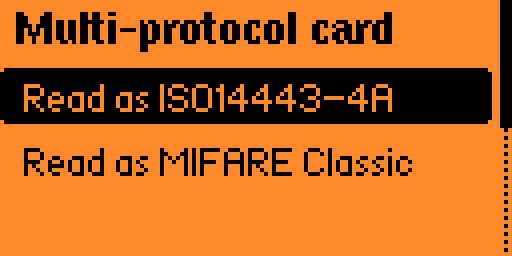 Multi-protocol card
Read as ISO14443-4A
Read as MIFARE Classic